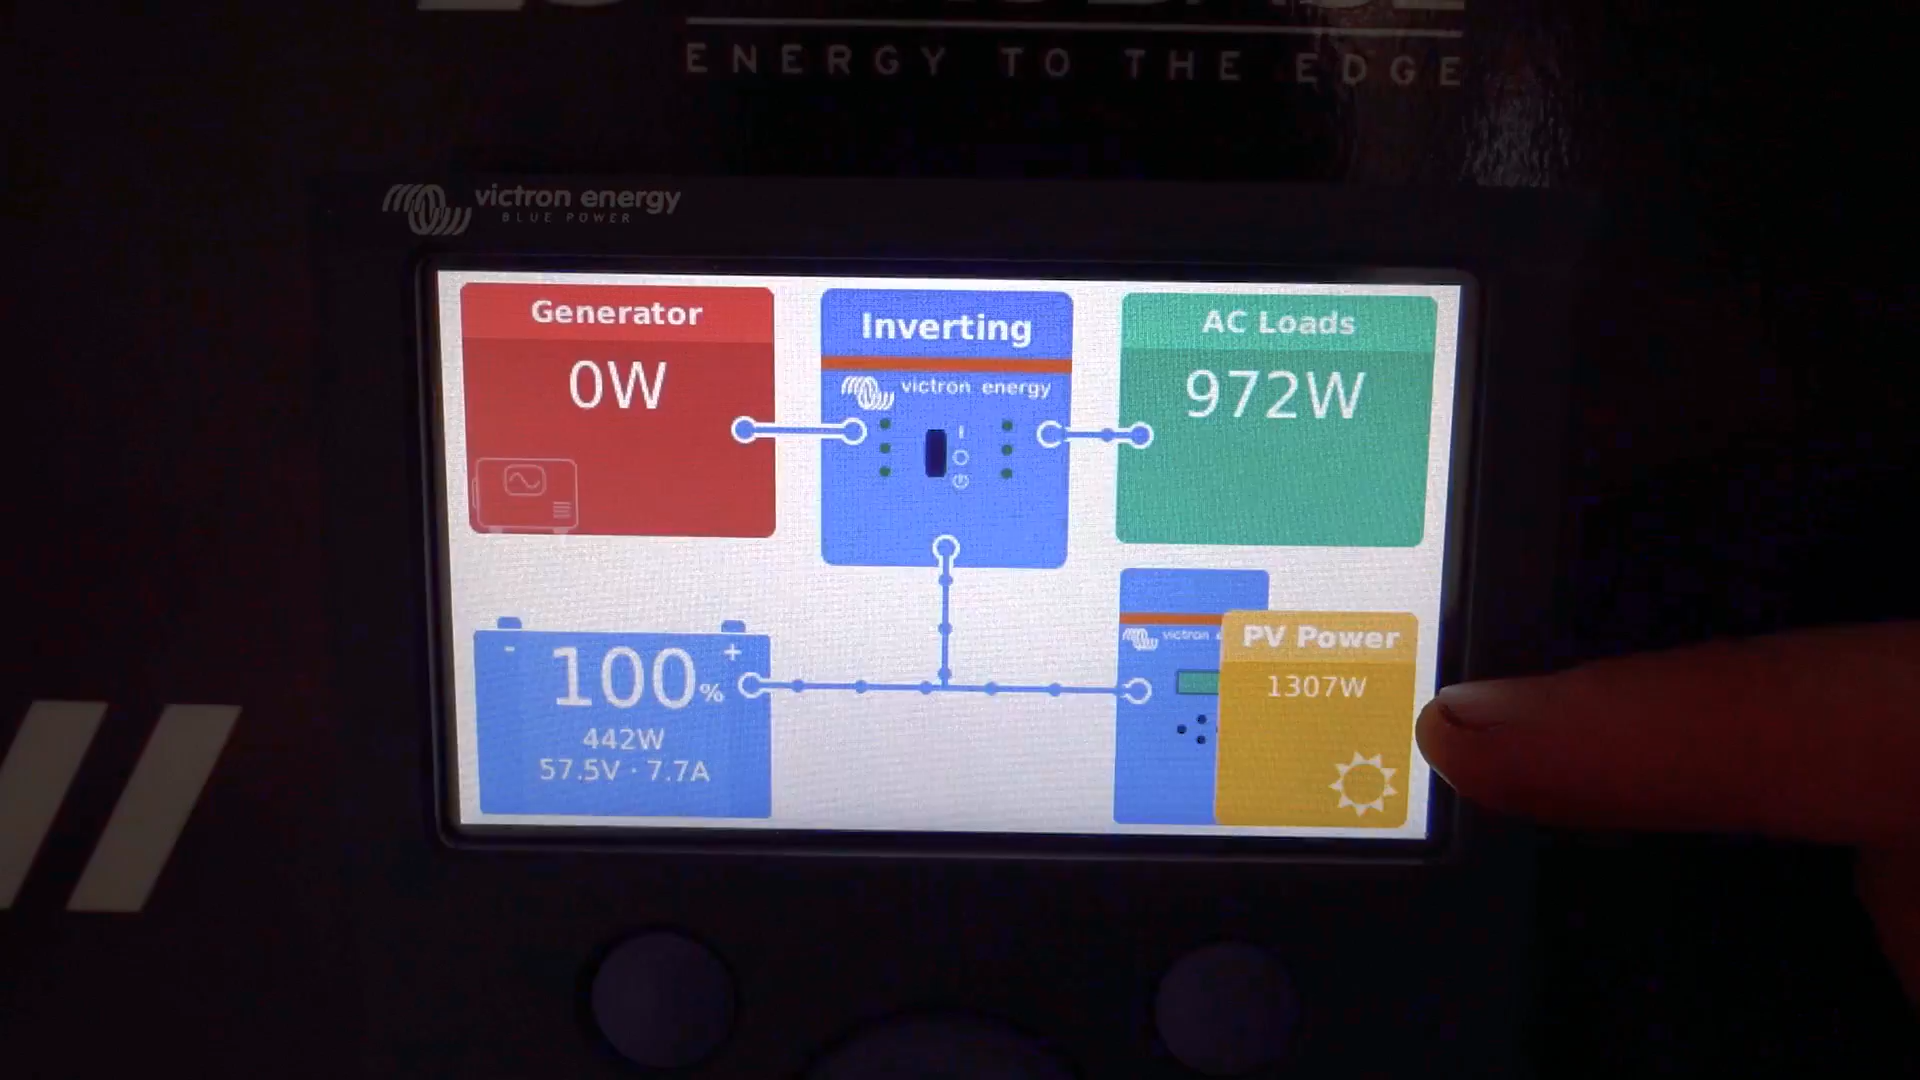 ENERGY TO THE EDGE
victron energy
BLUE POWER
Generator
0W
Inverting
victron energy
AC Loads
972W
- +
100%
442W
57.5V · 7.7A
victron
PV Power
1307W